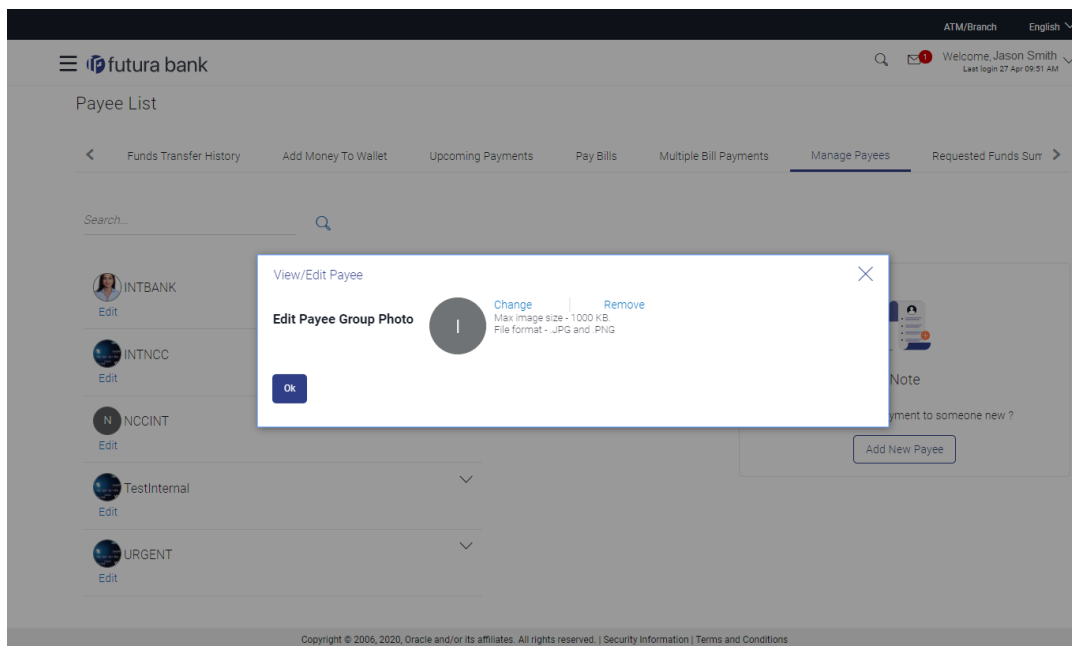 ATM/Branch English
futura bank
1
Welcome, Jason Smith
Last login 27 Apr 09:51 AM
Payee List
Funds Transfer History Add Money To Wallet Upcoming Payments Pay Bills Multiple Bill Payments Manage Payees Requested Funds Sum
Search...
INTBANK
Edit
INTNCC
Edit
N NCCINT
Edit
TestInternal
Edit
URGENT
Edit
View/Edit Payee
Edit Payee Group Photo
I
Change Remove
Max image size - 1000 KB.
File format - .JPG and .PNG
Ok
Note
yment to someone new ?
Add New Payee
Copyright © 2006, 2020, Oracle and/or its affiliates. All rights reserved. | Security Information | Terms and Conditions